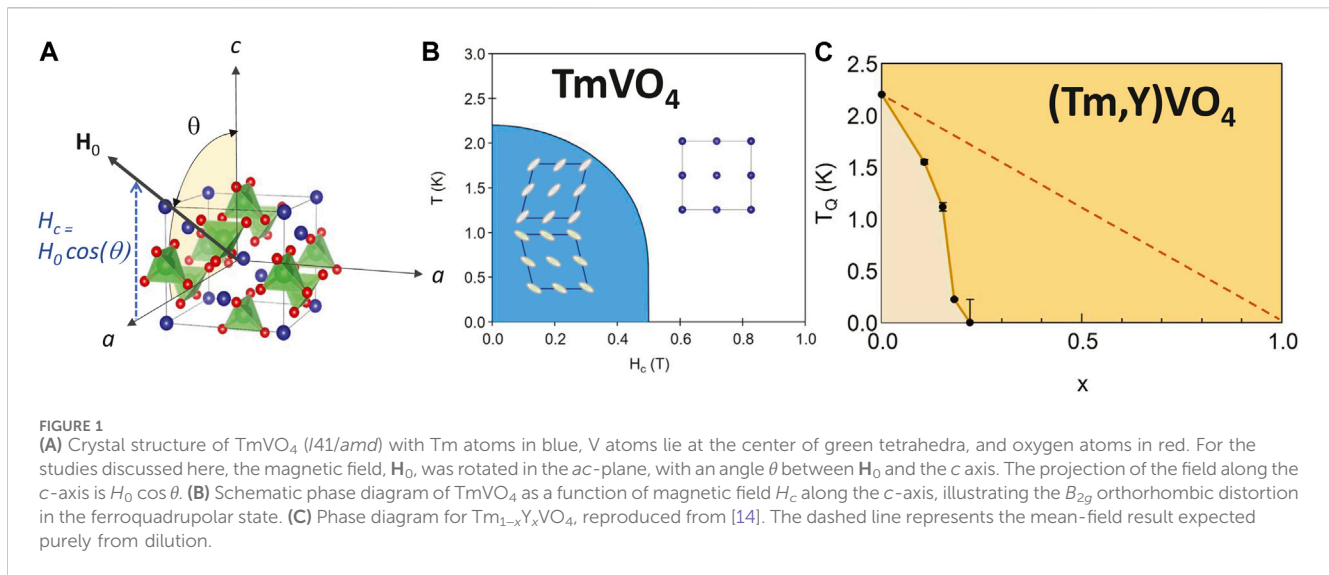 A
c
θ
H₀
H_c =
H₀ cos(θ)
a
a
B
TmVO₄
3.0
2.5
2.0
1.5
1.0
0.5
0.0
T (K)
0.0 0.2 0.4 0.6 0.8 1.0
H_c (T)
C
(Tm,Y)VO₄
2.5
2.0
1.5
1.0
0.5
0.0
T_Q (K)
0.0 0.5 1.0
x
FIGURE 1
(A) Crystal structure of TmVO₄ (I41/amd) with Tm atoms in blue, V atoms lie at the center of green tetrahedra, and oxygen atoms in red. For the
studies discussed here, the magnetic field, H₀, was rotated in the ac-plane, with an angle θ between H₀ and the c axis. The projection of the field along the
c-axis is H₀ cos θ. (B) Schematic phase diagram of TmVO₄ as a function of magnetic field H_c along the c-axis, illustrating the B₂g orthorhombic distortion
in the ferroquadrupolar state. (C) Phase diagram for Tm₁₋ₓYₓVO₄, reproduced from [14]. The dashed line represents the mean-field result expected
purely from dilution.